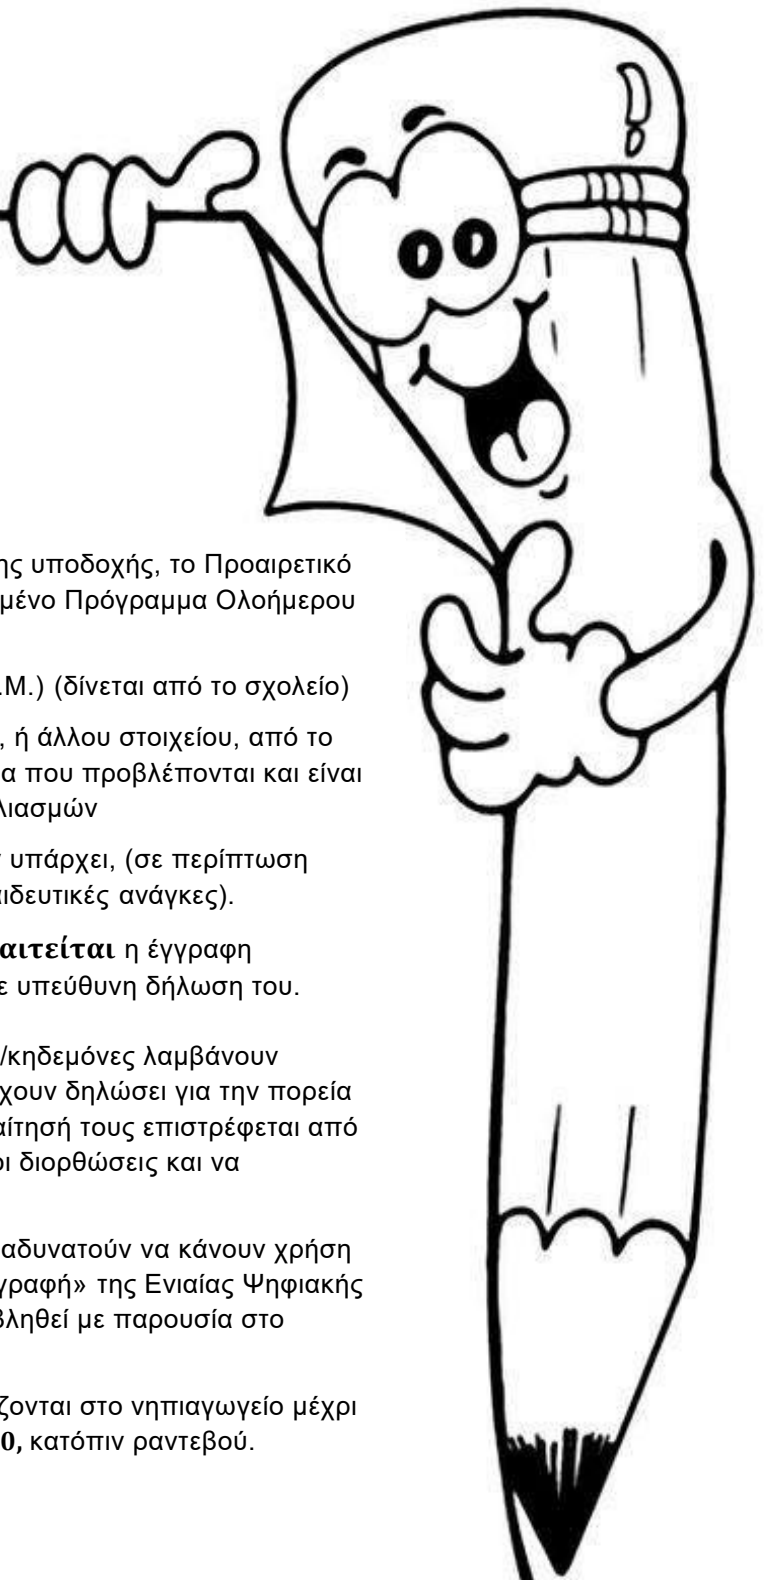 ης υποδοχής, το Προαιρετικό
μένο Πρόγραμμα Ολοήμερου
.Μ.) (δίνεται από το σχολείο)
, ή άλλου στοιχείου, από το
α που προβλέπονται και είναι
λιασμών
ν υπάρχει, (σε περίπτωση
ιδευτικές ανάγκες).
αιτείται η έγγραφη
ε υπεύθυνη δήλωση του.
/κηδεμόνες λαμβάνουν
χουν δηλώσει για την πορεία
αίτησή τους επιστρέφεται από
οι διορθώσεις και να
αδυνατούν να κάνουν χρήση
γραφή» της Ενιαίας Ψηφιακής
βληθεί με παρουσία στο
ζονται στο νηπιαγωγείο μέχρι
0, κατόπιν ραντεβού.